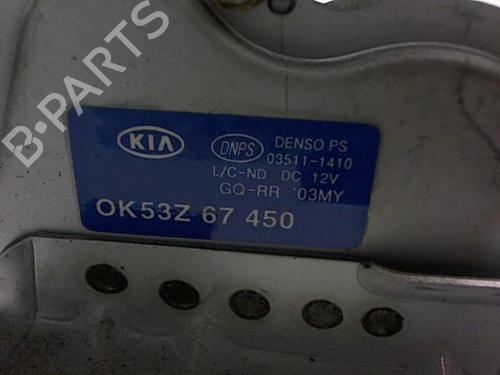 B-PARTS
KIA
DNPS
DENSO PS
03511-1410
L/C-ND DC 12V
GQ-RR '03MY
OK53Z 67 450